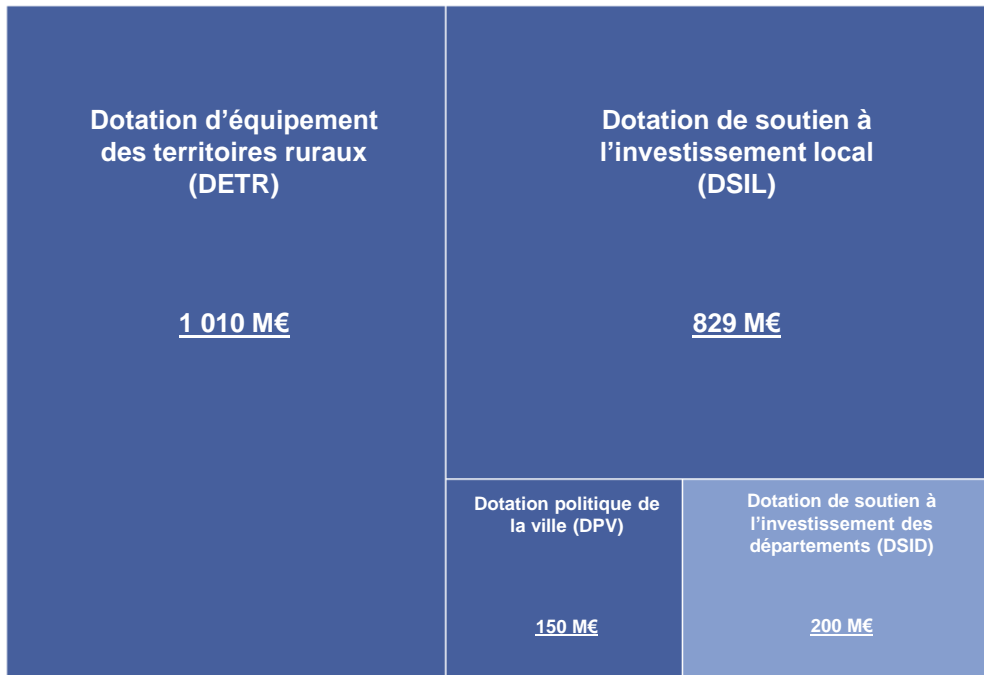 Dotation d’équipement
des territoires ruraux
(DETR)
1 010 M€
Dotation de soutien à
l’investissement local
(DSIL)
829 M€
Dotation politique de
la ville (DPV)
150 M€
Dotation de soutien à
l’investissement des
départements (DSID)
200 M€